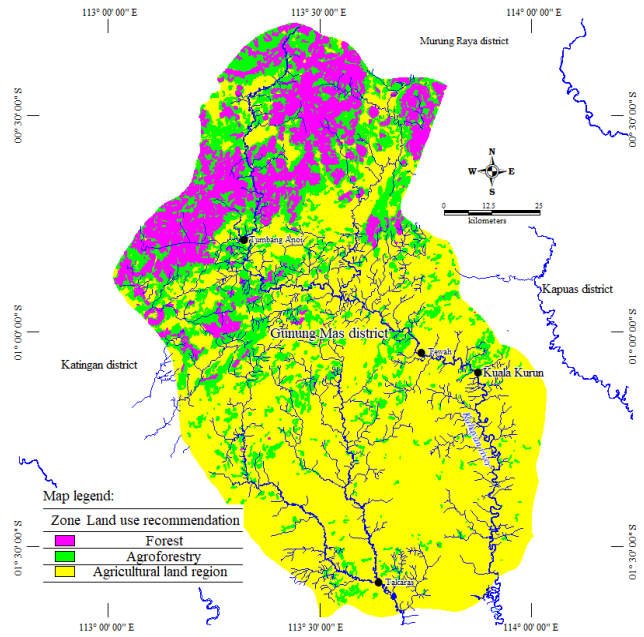 113° 00' 00" E 113° 30' 00" E 114° 00' 00" E
Murung Raya district
00° 30' 00" S 00° 30' 00" S
N
W E
S
0 12,5 25
kilometers
Tumbang Anoi
Kapuas district
01° 00' 00" S 01° 00' 00" S
Gunung Mas district
Tewah
Katingan district
Kuala Kurun
Map legend:
Zone Land use recommendation
Forest
Agroforestry
Agricultural land region
01° 30' 00" S 01° 30' 00" S
Takaras
113° 00' 00" E 113° 30' 00" E 114° 00' 00" E